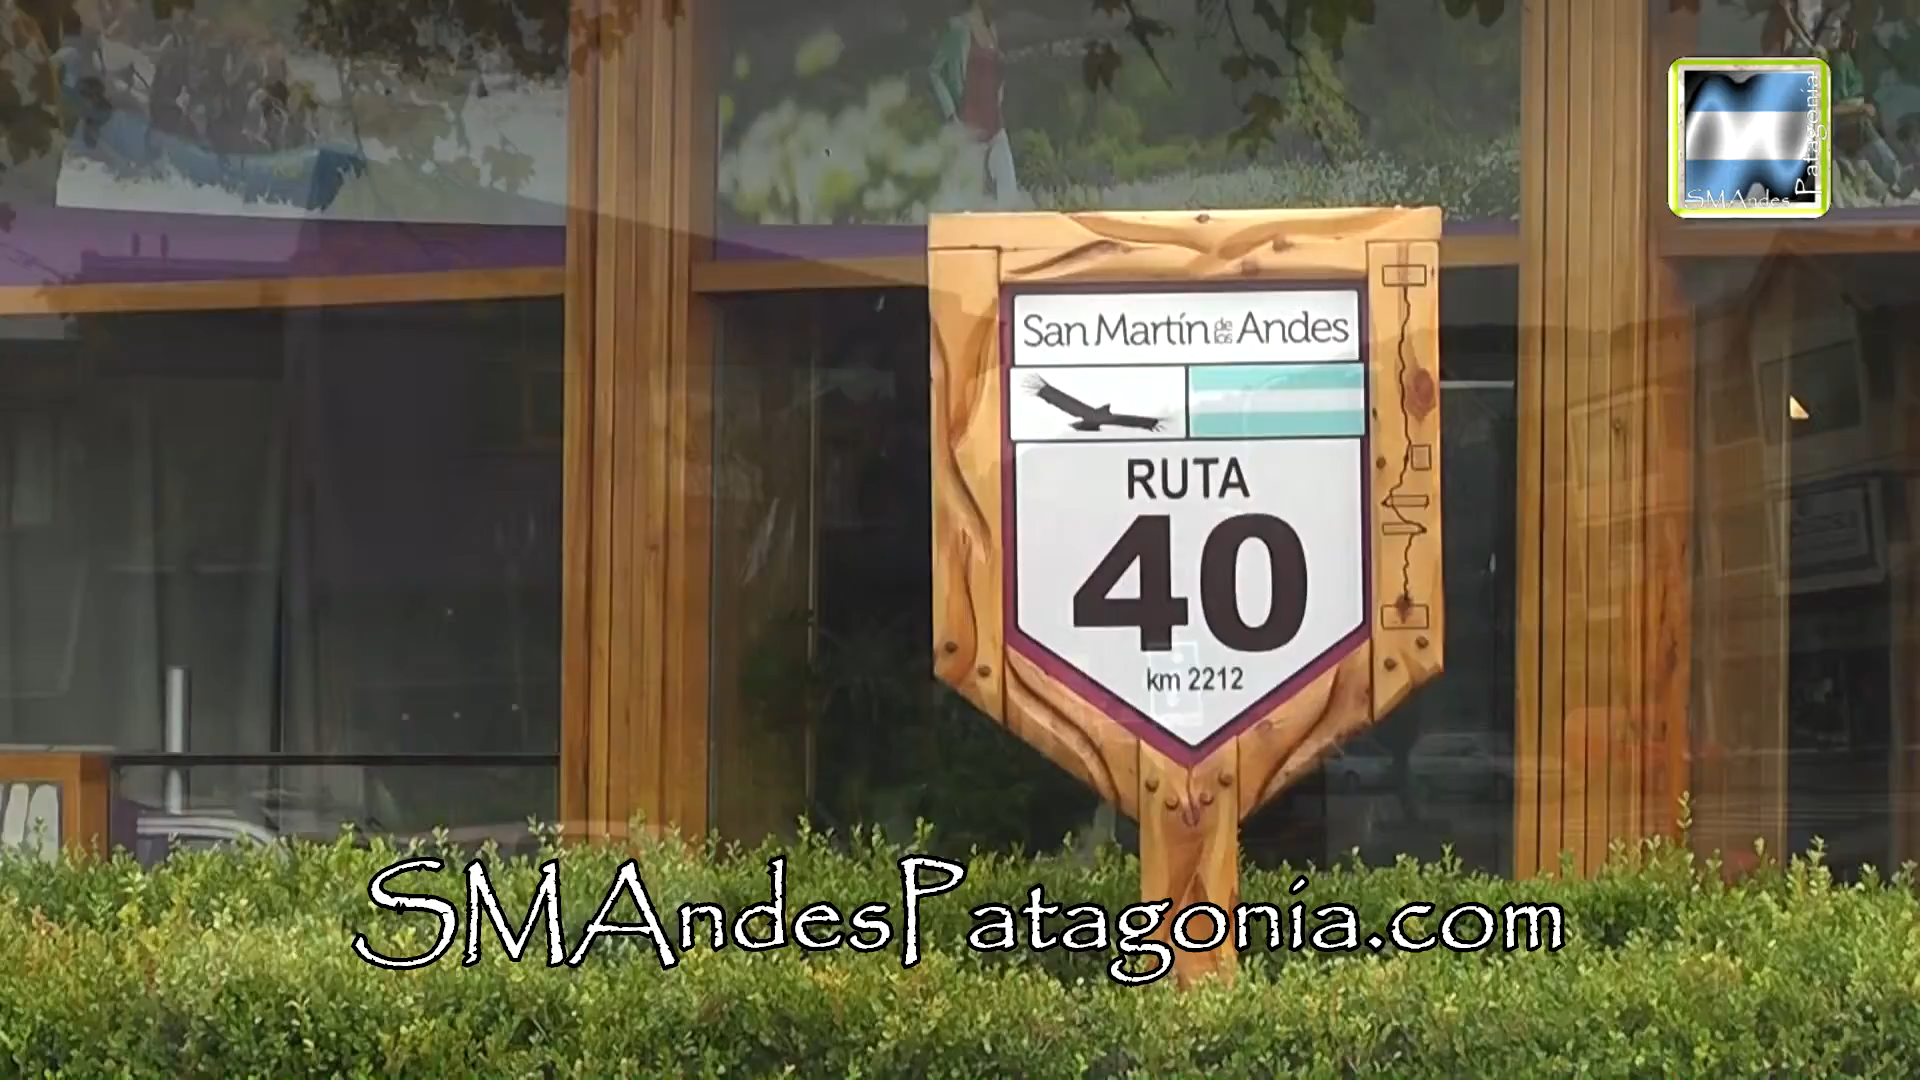 Patagonia
SMAndes
San Martín de los Andes
RUTA
40
km 2212
SMAndesPatagonia.com